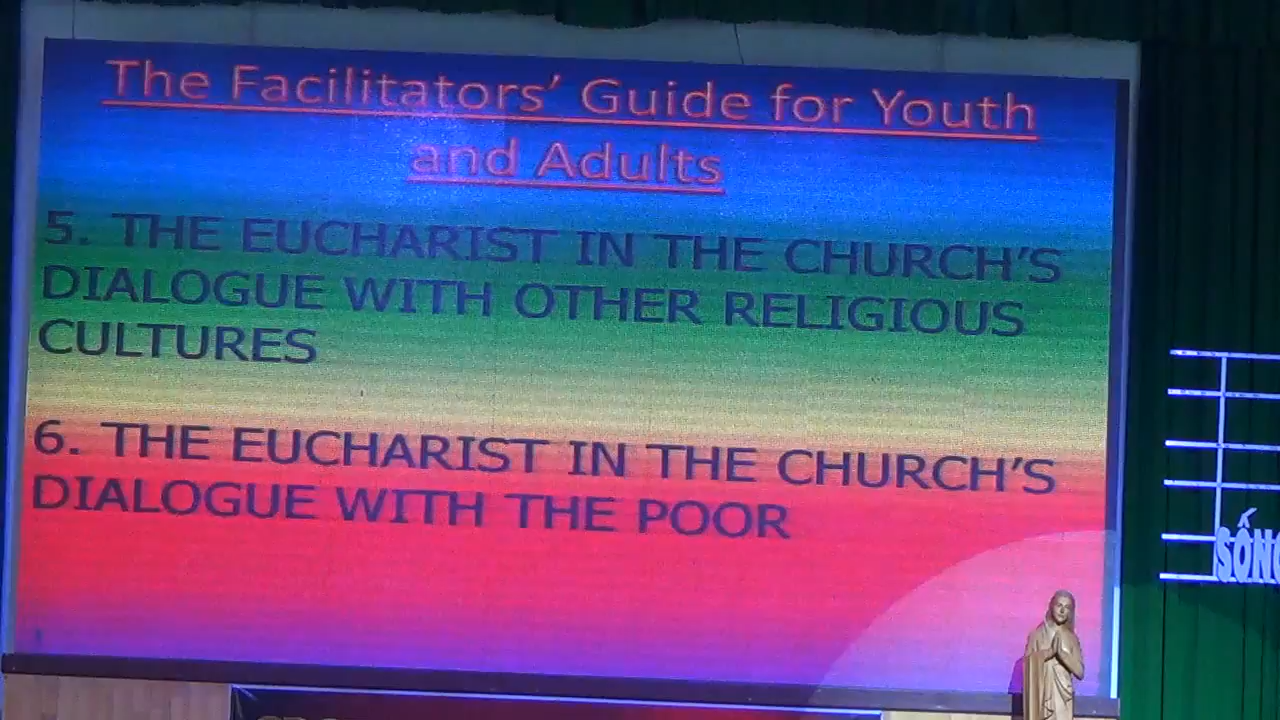 The Facilitators' Guide for Youth
and Adults
5. THE EUCHARIST IN THE CHURCH'S
DIALOGUE WITH OTHER RELIGIOUS
CULTURES
6. THE EUCHARIST IN THE CHURCH'S
DIALOGUE WITH THE POOR
SỐNG